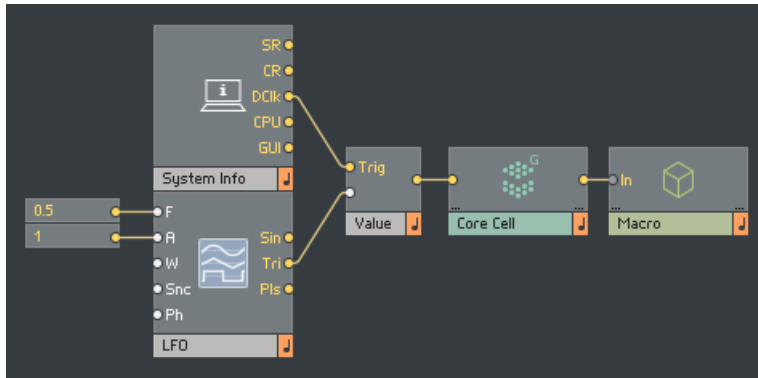 SR
CR
DClk
CPU
GUI
System Info
0.5
1
F
A
W
Snc
Ph
Sin
Tri
Pls
LFO
Trig
Value
G
...
...
Core Cell
In
...
...
Macro